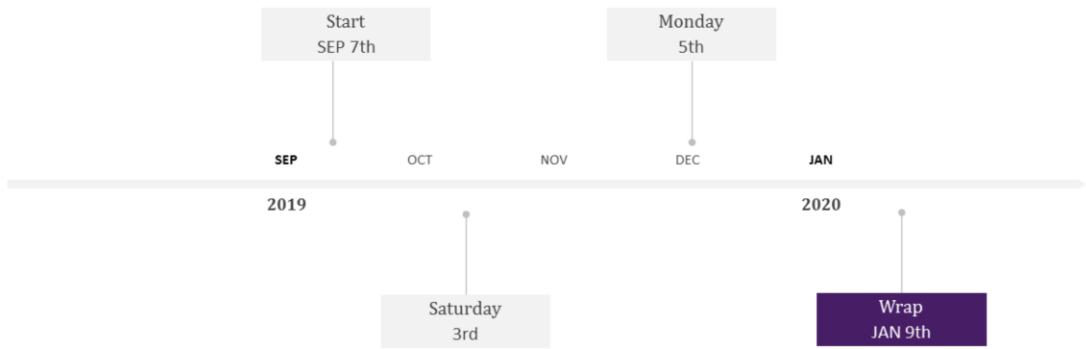 Start
SEP 7th
Monday
5th
SEP
OCT
NOV
DEC
JAN
2019
2020
Saturday
3rd
Wrap
JAN 9th